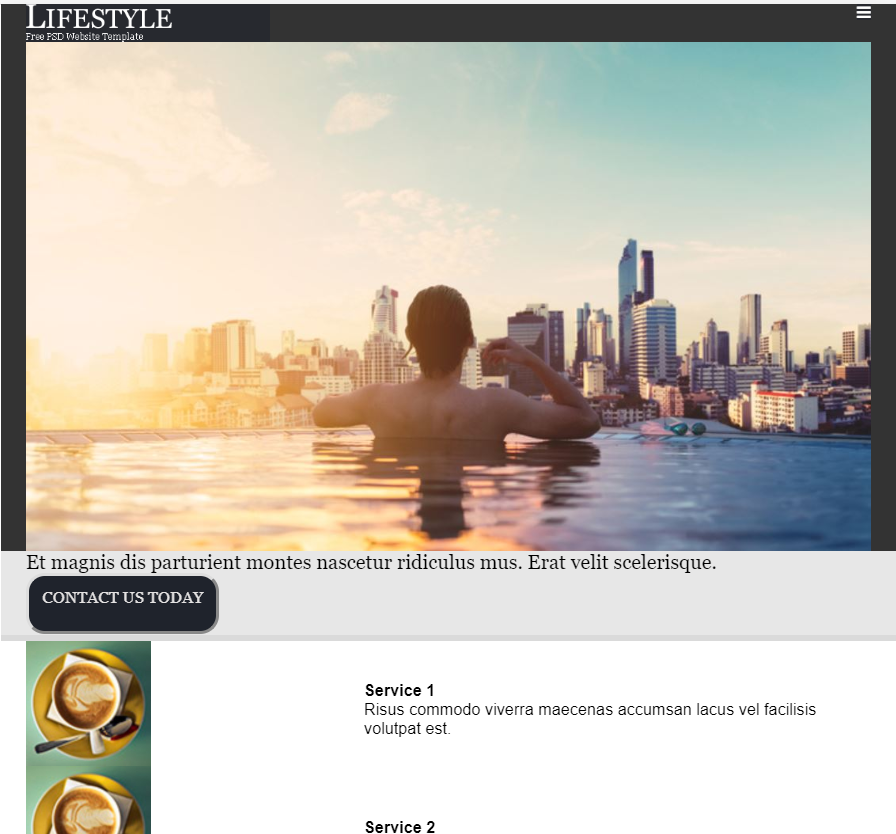 LIFESTYLE
Free PSD Website Template
Et magnis dis parturient montes nascetur ridiculus mus. Erat velit scelerisque.
CONTACT US TODAY
Service 1
Risus commodo viverra maecenas accumsan lacus vel facilisis
volutpat est.
Service 2